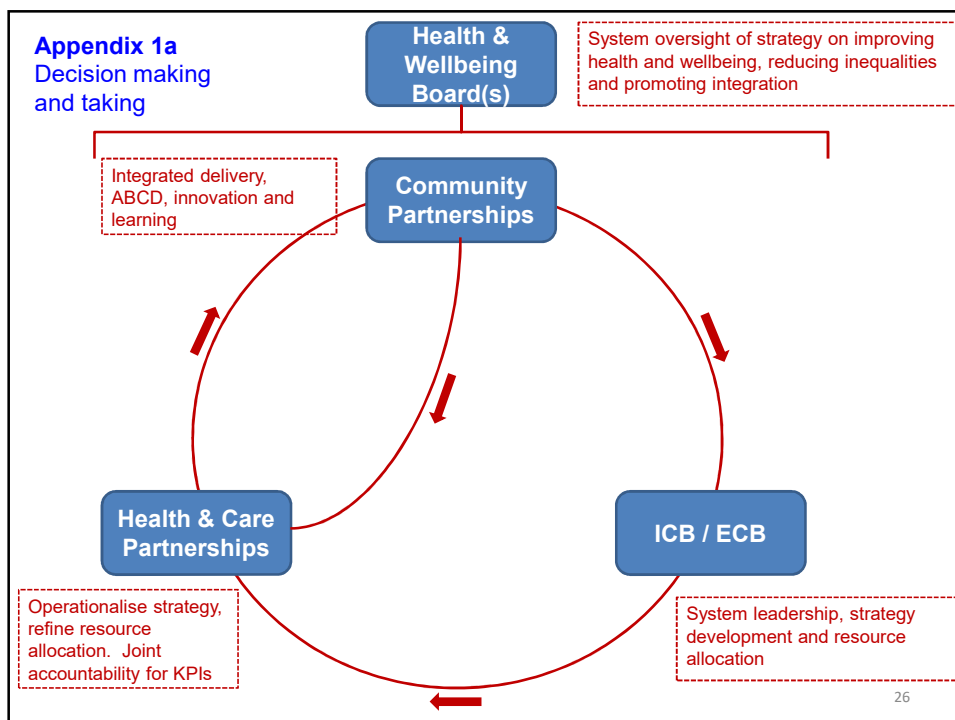 Appendix 1a
Decision making
and taking
Health &
Wellbeing
Board(s)
System oversight of strategy on improving
health and wellbeing, reducing inequalities
and promoting integration
Integrated delivery,
ABCD, innovation and
learning
Community
Partnerships
Health & Care
Partnerships
ICB / ECB
Operationalise strategy,
refine resource
allocation.  Joint
accountability for KPIs
System leadership, strategy
development and resource
allocation
26